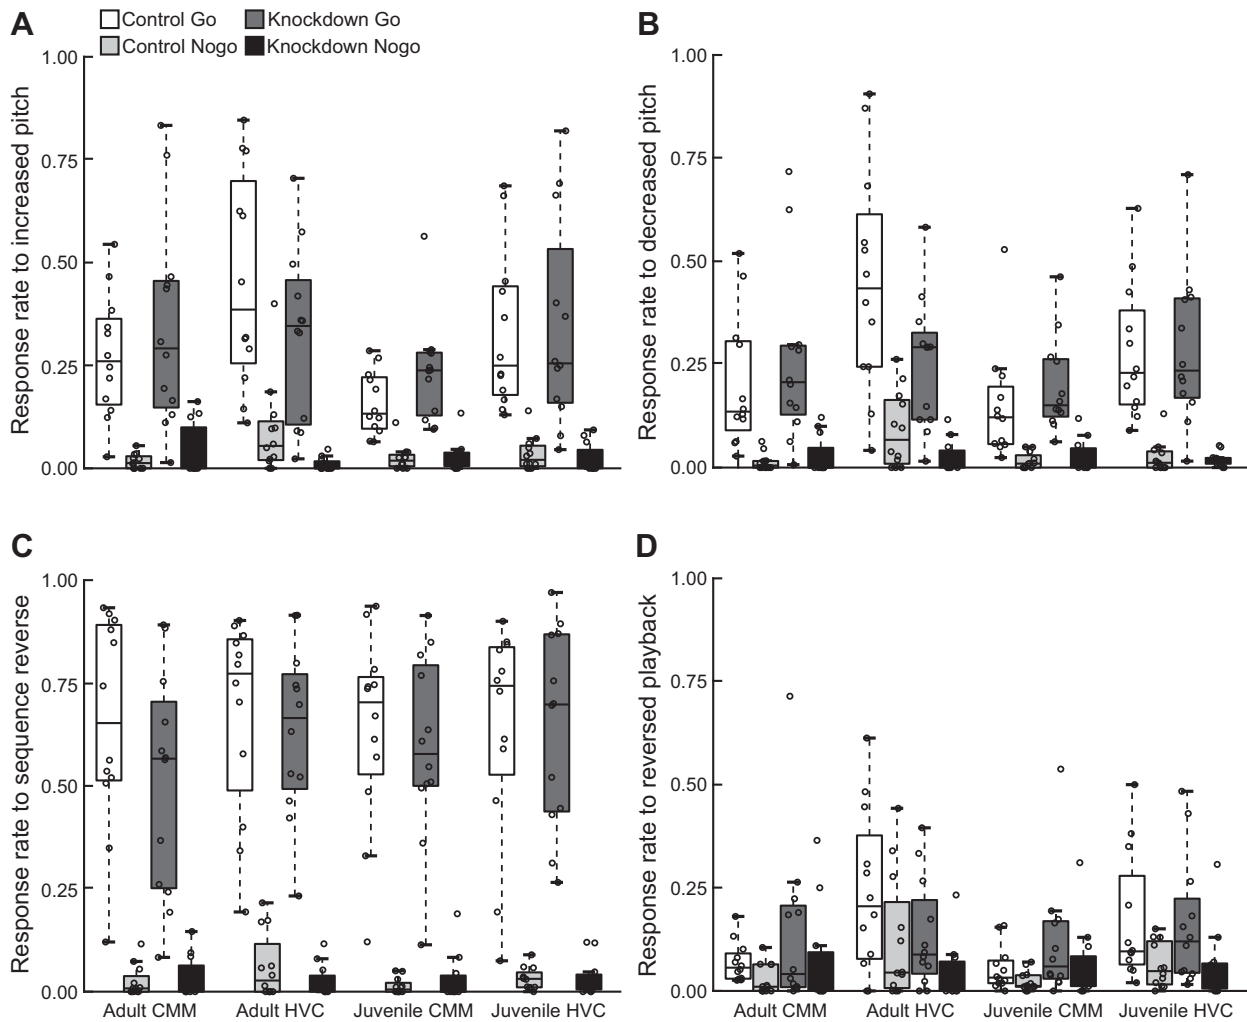 A
Control Go
Knockdown Go
Control Nogo
Knockdown Nogo
Response rate to increased pitch
1.00
0.75
0.50
0.25
0.00
B
Response rate to decreased pitch
1.00
0.75
0.50
0.25
0.00
C
Response rate to sequence reverse
1.00
0.75
0.50
0.25
0.00
Adult CMM
Adult HVC
Juvenile CMM
Juvenile HVC
D
Response rate to reversed playback
1.00
0.75
0.50
0.25
0.00
Adult CMM
Adult HVC
Juvenile CMM
Juvenile HVC